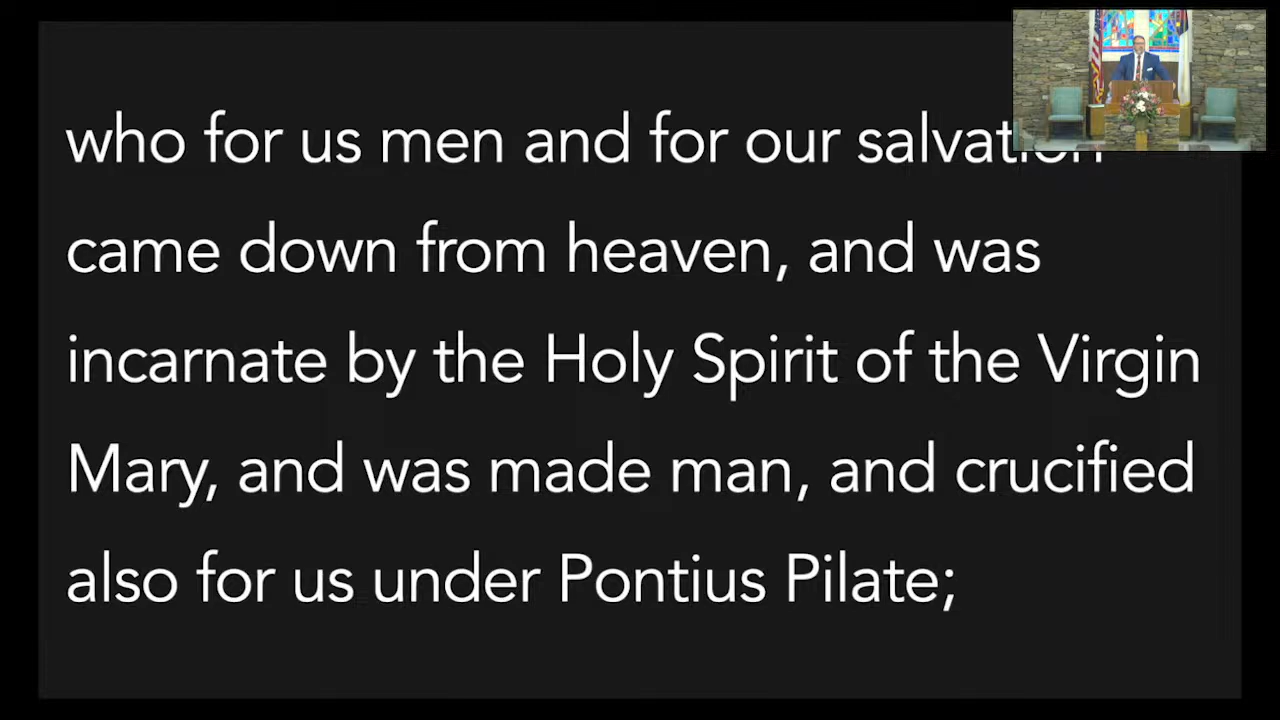 who for us men and for our salvation
came down from heaven, and was
incarnate by the Holy Spirit of the Virgin
Mary, and was made man, and crucified
also for us under Pontius Pilate;